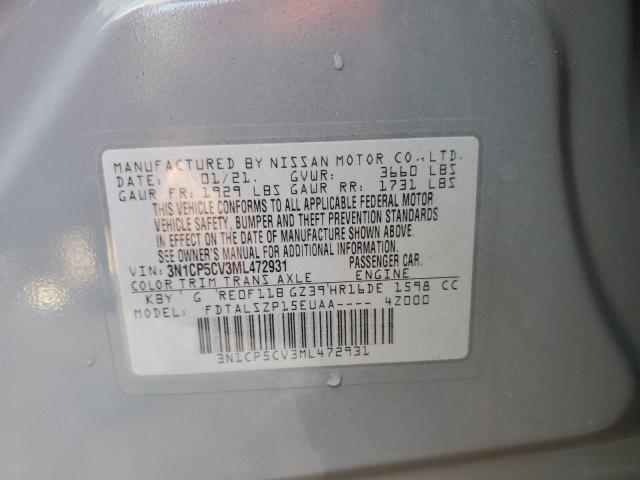 MANUFACTURED BY NISSAN MOTOR CO., LTD.
DATE: 01/21. GVWR: 3660 LBS
GAWR FR: 1929 LBS GAWR RR: 1731 LBS
THIS VEHICLE CONFORMS TO ALL APPLICABLE FEDERAL MOTOR
VEHICLE SAFETY, BUMPER AND THEFT PREVENTION STANDARDS
IN EFFECT ON THE DATE OF MANUFACTURE SHOWN ABOVE.
SEE OWNER'S MANUAL FOR ADDITIONAL INFORMATION.
VIN: 3N1CP5CV3ML472931 PASSENGER CAR.
COLOR TRIM TRANS AXLE ENGINE
KBY G RE0F11B GZ39 HR16DE 1598 CC
MODEL: FDTALSZP15EUAA---- 4Z000
3N1CP5CV3ML472931